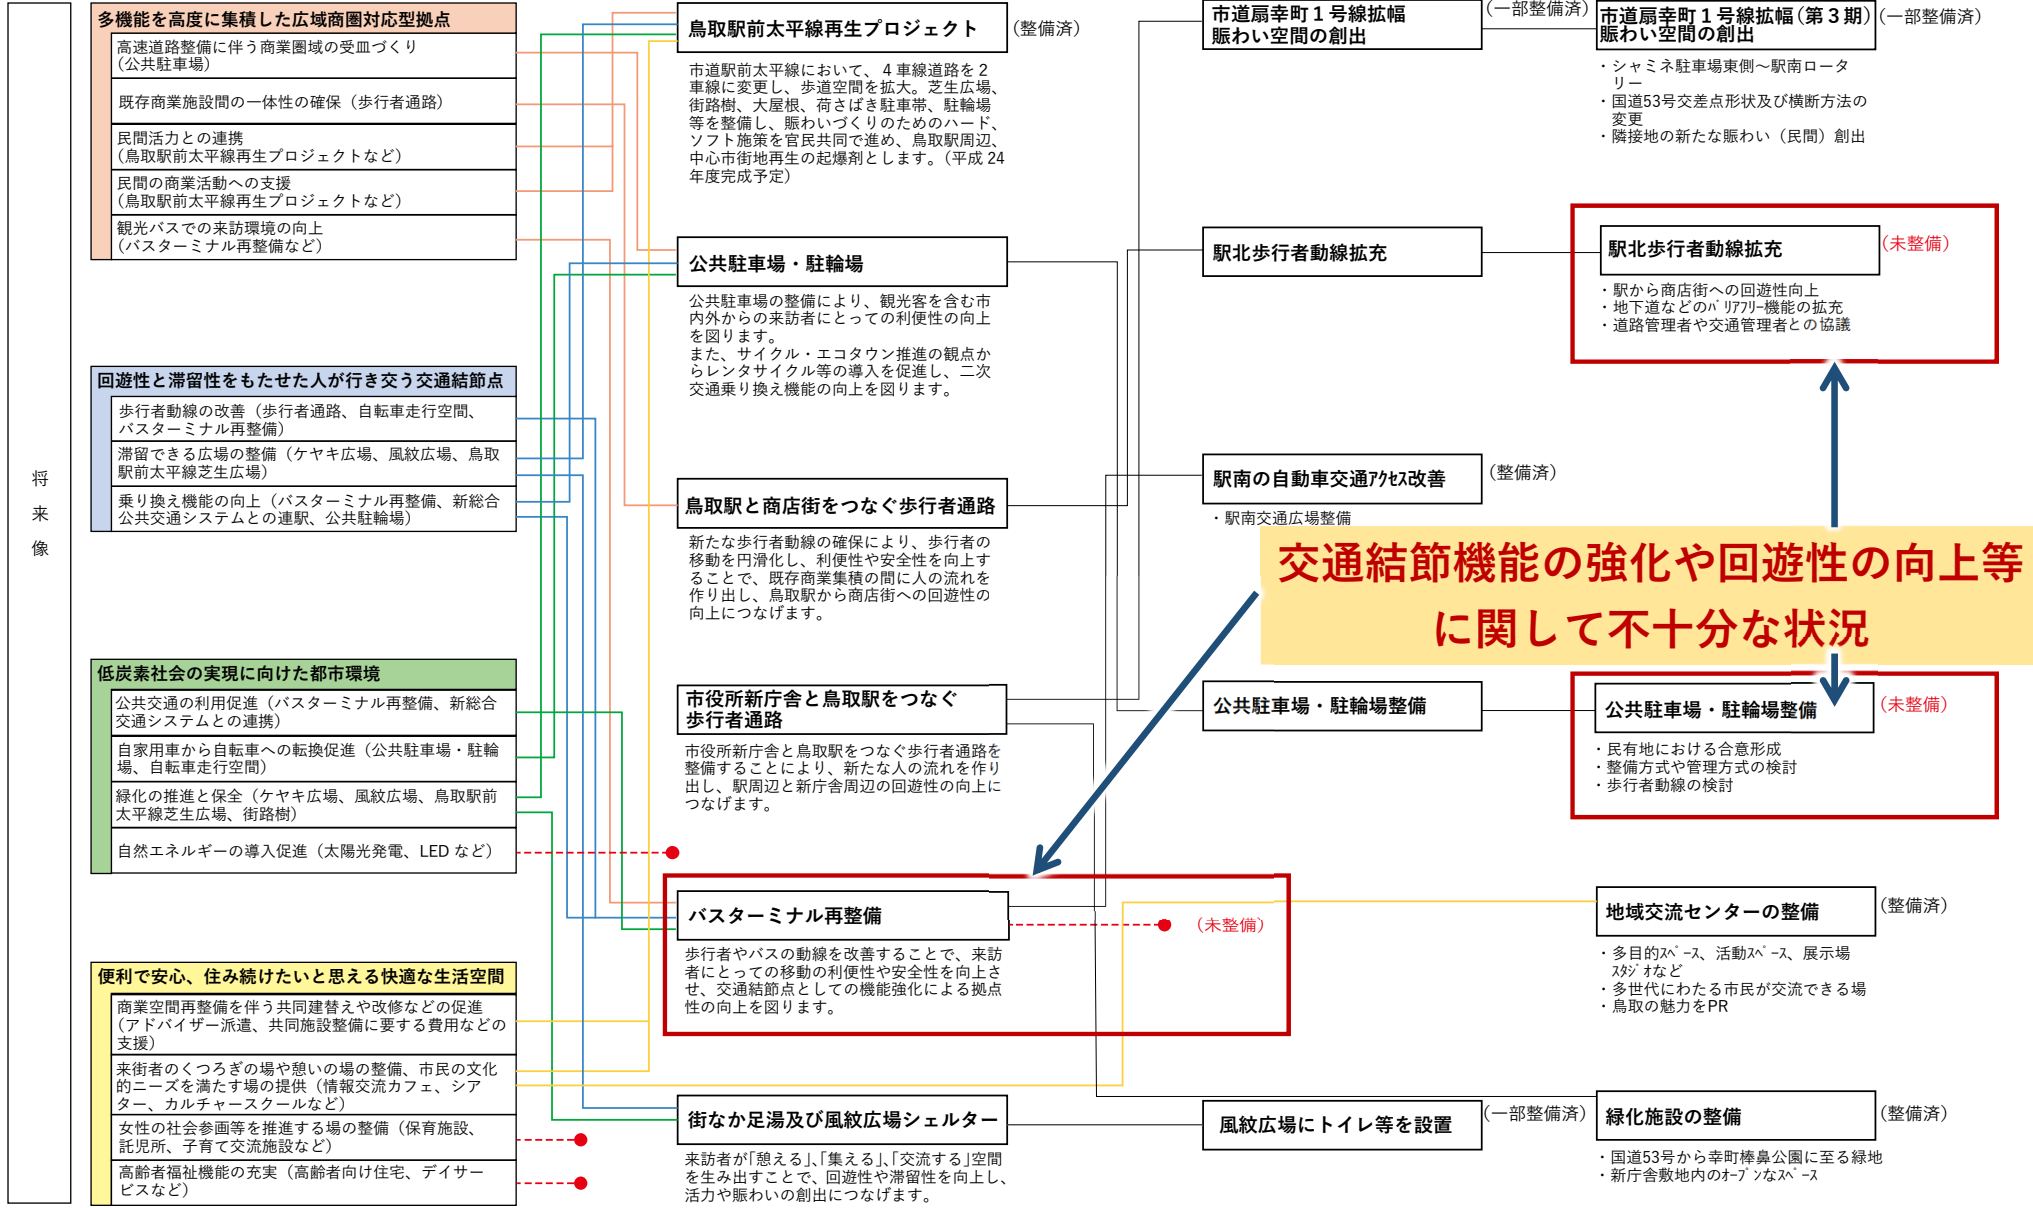 将
来
像
多機能を高度に集積した広域商圏対応型拠点
高速道路整備に伴う商業圏域の受皿づくり
(公共駐車場)
既存商業施設間の一体性の確保（歩行者通路）
民間活力との連携
(鳥取駅前太平線再生プロジェクトなど）
民間の商業活動への支援
(鳥取駅前太平線再生プロジェクトなど）
観光バスでの来訪環境の向上
(バスターミナル再整備など）
回遊性と滞留性をもたせた人が行き交う交通結節点
歩行者動線の改善（歩行者通路、自転車走行空間、
バスターミナル再整備）
滞留できる広場の整備（ケヤキ広場、風紋広場、鳥取
駅前太平線芝生広場）
乗り換え機能の向上（バスターミナル再整備、新総合
公共交通システムとの連駅、公共駐輪場）
低炭素社会の実現に向けた都市環境
公共交通の利用促進（バスターミナル再整備、新総合
交通システムとの連携）
自家用車から自転車への転換促進（公共駐車場・駐輪
場、自転車走行空間）
緑化の推進と保全（ケヤキ広場、風紋広場、鳥取駅前
太平線芝生広場、街路樹）
自然エネルギーの導入促進（太陽光発電、LED など）
便利で安心、住み続けたいと思える快適な生活空間
商業空間再整備を伴う共同建替えや改修などの促進
(アドバイザー派遣、共同施設整備に要する費用などの
支援）
来街者のくつろぎの場や憩いの場の整備、市民の文化
的ニーズを満たす場の提供（情報交流カフェ、シア
ター、カルチャースクールなど）
女性の社会参画等を推進する場の整備（保育施設、
託児所、子育て交流施設など）
高齢者福祉機能の充実（高齢者向け住宅、デイサー
ビスなど）
鳥取駅前太平線再生プロジェクト
(整備済)
市道駅前太平線において、４車線道路を２
車線に変更し、歩道空間を拡大。芝生広場、
街路樹、大屋根、荷さばき駐車帯、駐輪場
等を整備し、賑わいづくりのためのハード、
ソフト施策を官民共同で進め、鳥取駅周辺、
中心市街地再生の起爆剤とします。(平成 24
年度完成予定）
公共駐車場・駐輪場
公共駐車場の整備により、観光客を含む市
内外からの来訪者にとっての利便性の向上
を図ります。
また、サイクル・エコタウン推進の観点か
らレンタサイクル等の導入を促進し、二次
交通乗り換え機能の向上を図ります。
鳥取駅と商店街をつなぐ歩行者通路
新たな歩行者動線の確保により、歩行者の
移動を円滑化し、利便性や安全性を向上す
ることで、既存商業集積の間に人の流れを
作り出し、鳥取駅から商店街への回遊性の
向上につなげます。
市役所新庁舎と鳥取駅をつなぐ
歩行者通路
市役所新庁舎と鳥取駅をつなぐ歩行者通路を
整備することにより、新たな人の流れを作り
出し、駅周辺と新庁舎周辺の回遊性の向上に
つなげます。
バスターミナル再整備
(未整備)
歩行者やバスの動線を改善することで、来訪
者にとっての移動の利便性や安全性を向上さ
せ、交通結節点としての機能強化による拠点
性の向上を図ります。
街なか足湯及び風紋広場シェルター
来訪者が｢憩える｣､｢集える｣､｢交流する｣空間
を生み出すことで、回遊性や滞留性を向上し、
活力や賑わいの創出につなげます。
市道扇幸町１号線拡幅
賑わい空間の創出
(一部整備済)
駅北歩行者動線拡充
駅南の自動車交通ｱｸｾｽ改善
(整備済)
・駅南交通広場整備
交通結節機能の強化や回遊性の向上等
に関して不十分な状況
公共駐車場・駐輪場整備
風紋広場にトイレ等を設置
(一部整備済)
市道扇幸町１号線拡幅(第３期)
賑わい空間の創出
(一部整備済)
・シャミネ駐車場東側～駅南ロータ
リー
・国道53号交差点形状及び横断方法の
変更
・隣接地の新たな賑わい（民間）創出
駅北歩行者動線拡充
(未整備)
・駅から商店街への回遊性向上
・地下道などのﾊﾞﾘｱﾌﾘｰ機能の拡充
・道路管理者や交通管理者との協議
公共駐車場・駐輪場整備
(未整備)
・民有地における合意形成
・整備方式や管理方式の検討
・歩行者動線の検討
地域交流センターの整備
(整備済)
・多目的ｽﾍﾟｰｽ、活動ｽﾍﾟｰｽ、展示場
ｽﾀｼﾞｵなど
・多世代にわたる市民が交流できる場
・鳥取の魅力をPR
緑化施設の整備
(整備済)
・国道53号から幸町棒鼻公園に至る緑地
・新庁舎敷地内のｵｰﾌﾟﾝなｽﾍﾟｰｽ